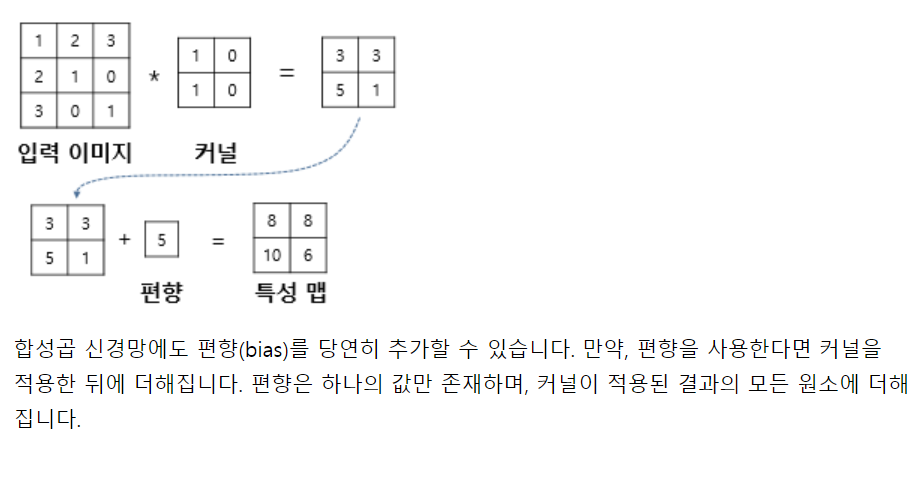 1 2 3 1 0 3 3
2 1 0 * 1 0 = 5 1
3 0 1
입력 이미지 커널
3 3 + 5 = 8 8
5 1 10 6
편향 특성 맵
합성곱 신경망에도 편향(bias)를 당연히 추가할 수 있습니다. 만약, 편향을 사용한다면 커널을
적용한 뒤에 더해집니다. 편향은 하나의 값만 존재하며, 커널이 적용된 결과의 모든 원소에 더해
집니다.